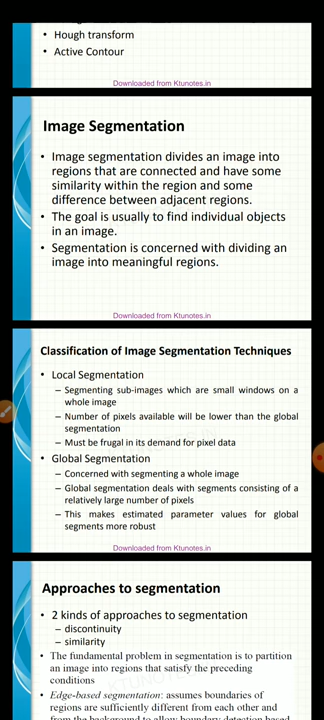 • Hough transform
• Active Contour
Downloaded from Ktunotes.in
Image Segmentation
• Image segmentation divides an image into
regions that are connected and have some
similarity within the region and some
difference between adjacent regions.
• The goal is usually to find individual objects
in an image.
• Segmentation is concerned with dividing an
image into meaningful regions.
Downloaded from Ktunotes.in
Classification of Image Segmentation Techniques
• Local Segmentation
– Segmenting sub-images which are small windows on a
whole image
– Number of pixels available will be lower than the global
segmentation
– Must be frugal in its demand for pixel data
• Global Segmentation
– Concerned with segmenting a whole image
– Global segmentation deals with segments consisting of a
relatively large number of pixels
– This makes estimated parameter values for global
segments more robust
Downloaded from Ktunotes.in
Approaches to segmentation
• 2 kinds of approaches to segmentation
– discontinuity
– similarity
• The fundamental problem in segmentation is to partition
an image into regions that satisfy the preceding
conditions
• Edge-based segmentation: assumes boundaries of
regions are sufficiently different from each other and
from the background to allow boundary detection based